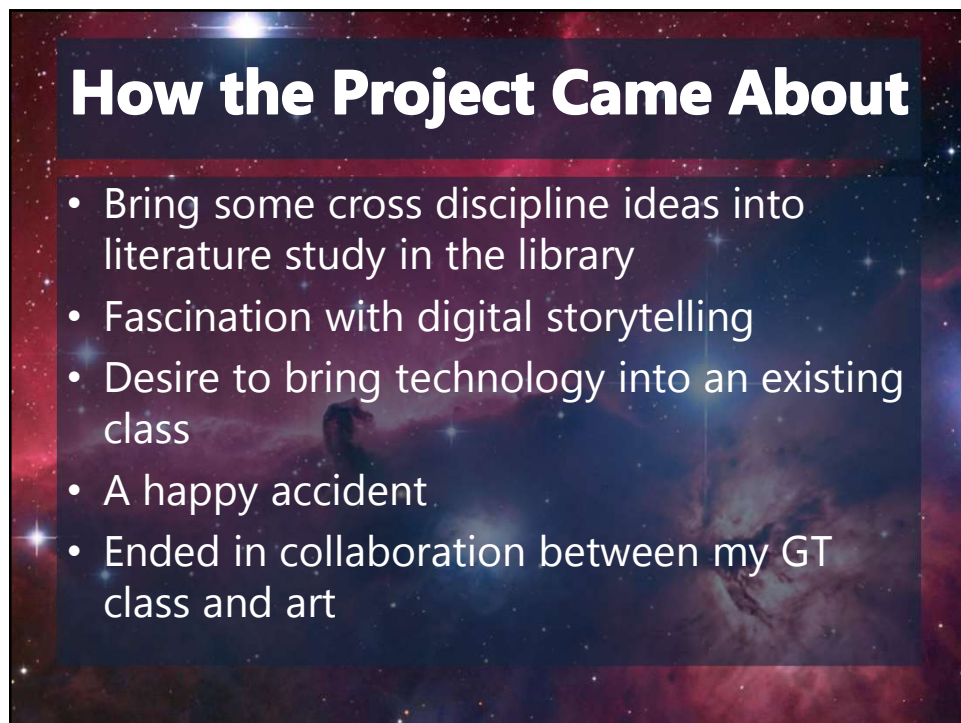 How the Project Came About
• Bring some cross discipline ideas into
literature study in the library
• Fascination with digital storytelling
• Desire to bring technology into an existing
class
• A happy accident
• Ended in collaboration between my GT
class and art